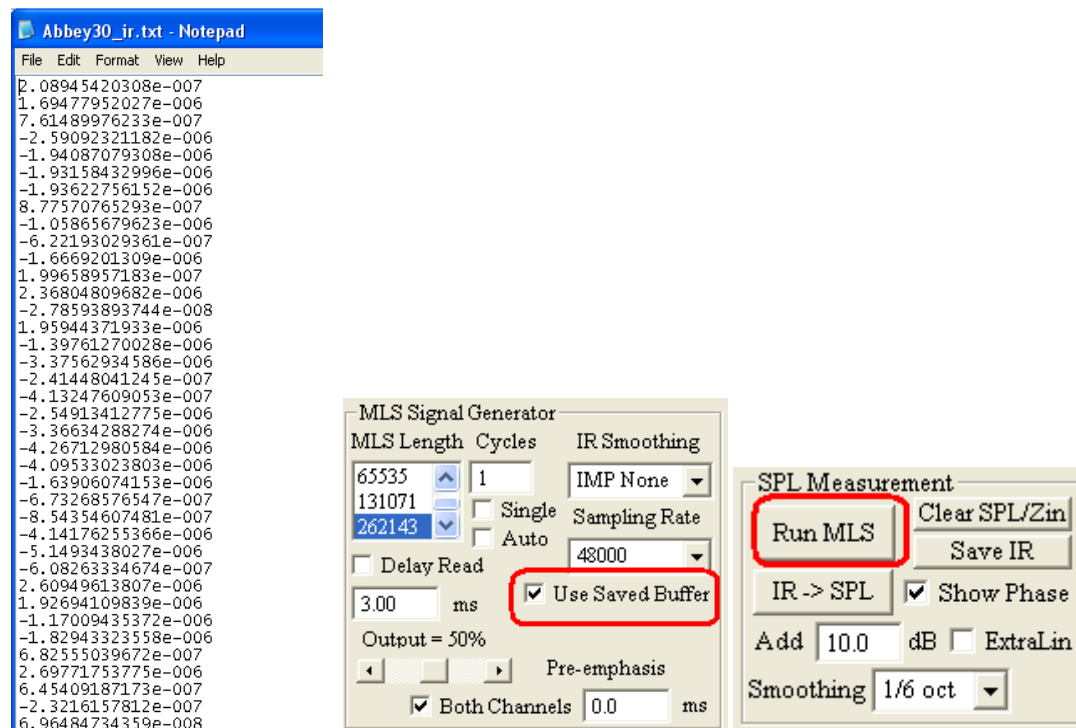 Abbey30_ir.txt - Notepad
File Edit Format View Help
2.08945420308e-007
1.69477952027e-006
7.61489976233e-007
-2.59092321182e-006
-1.94087079308e-006
-1.93158432996e-006
-1.93622756152e-006
8.77570765293e-007
-1.05865679623e-006
-6.22193029361e-007
-1.6669201309e-006
1.99658957183e-007
2.36804809682e-006
-2.78593893744e-008
1.95944371933e-006
-1.39761270028e-006
-3.37562934586e-006
-2.41448041245e-007
-4.13247609053e-007
-2.54913412775e-006
-3.36634288274e-006
-4.26712980584e-006
-4.09533023803e-006
-1.63906074153e-006
-6.73268576547e-007
-8.54354607481e-007
-4.14176255366e-006
-5.1493438027e-006
-6.08263334674e-007
2.60949613807e-006
1.92694109839e-006
-1.17009435372e-006
-1.82943323558e-006
6.82555039672e-007
2.69771753775e-006
6.45409187173e-007
-2.3216157812e-006
6.96484734359e-008
MLS Signal Generator
MLS Length Cycles IR Smoothing
65535 1 IMP None
131071
262143
Single Sampling Rate
Auto
48000
Delay Read
3.00 ms Use Saved Buffer
Output = 50%
Pre-emphasis
Both Channels 0.0 ms
SPL Measurement
Run MLS Clear SPL/Zin
Save IR
IR -> SPL Show Phase
Add 10.0 dB ExtraLin
Smoothing 1/6 oct